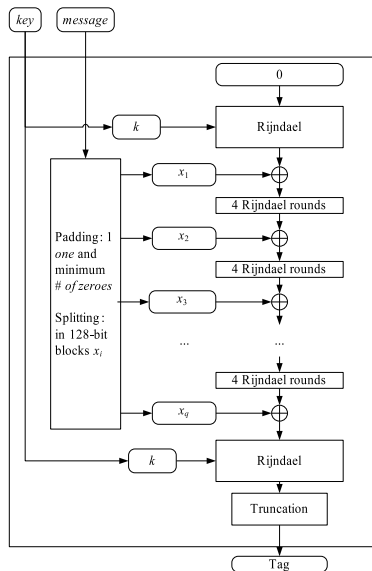 key
message
0
k
Rijndael
x1
4 Rijndael rounds
Padding: 1
one and
minimum
# of zeroes
x2
4 Rijndael rounds
Splitting:
in 128-bit
blocks xi
x3
...
...
4 Rijndael rounds
xq
k
Rijndael
Truncation
Tag